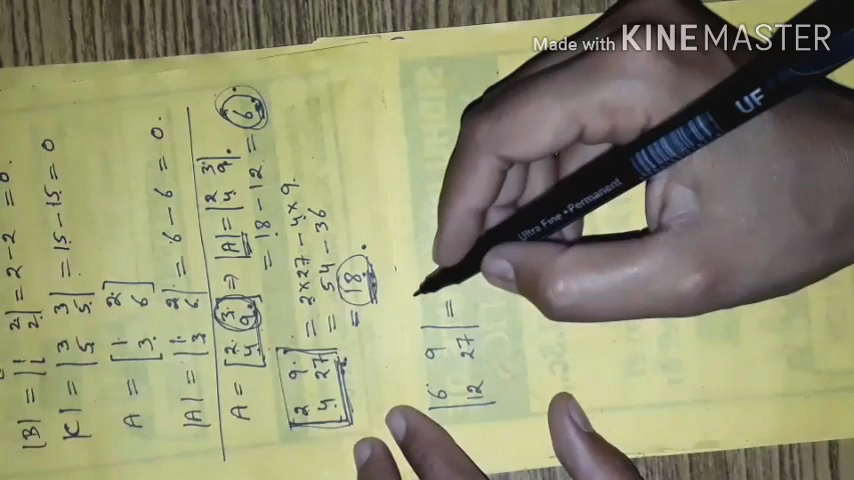 Made with KINEMASTER
|B| = |1 2 = 2 - 2 = 0.
2|
|3 3 = 15 - 15 = 0
5 5|
A = [1 2
3 6]
|A| = |1 2 = 6 - 6 = 0.
3 6|
A = [2 3 ⇒ |A| = |2 3
4 9] 4 9|.
= 18 - 12 = 6.
[2 9 = 2×27 - 4×9.
4 27]
= 54 - 36
= 18.
|6 9 =
12 27|
Ultra Fine • Permanent
UF